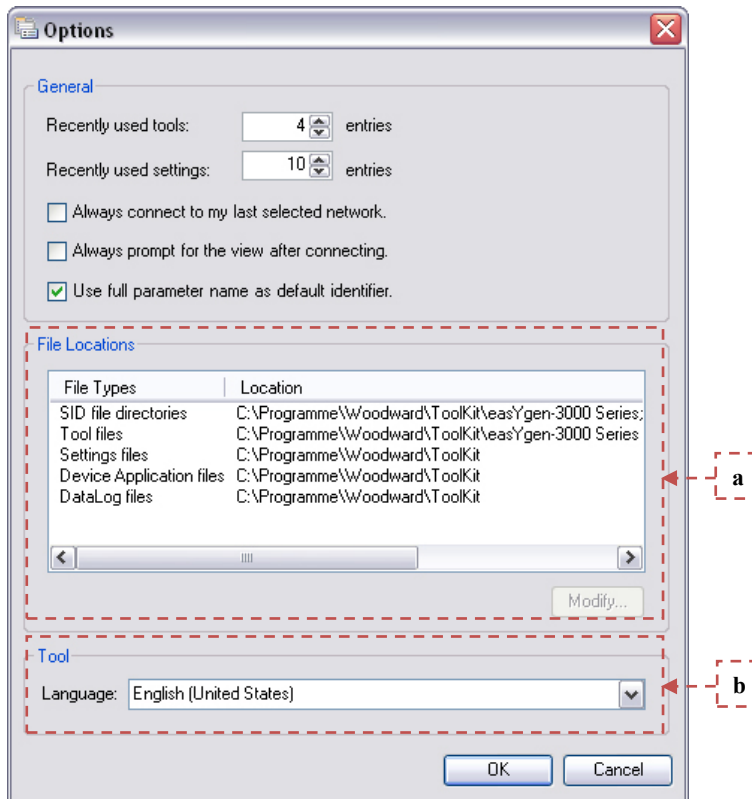 Options
General
Recently used tools: 4 entries
Recently used settings: 10 entries
Always connect to my last selected network.
Always prompt for the view after connecting.
Use full parameter name as default identifier.
File Locations
File Types Location
SID file directories C:\Programme\Woodward\ToolKit\easYgen-3000 Series;
Tool files C:\Programme\Woodward\ToolKit\easYgen-3000 Series
Settings files C:\Programme\Woodward\ToolKit
Device Application files C:\Programme\Woodward\ToolKit
DataLog files C:\Programme\Woodward\ToolKit
a
Modify...
Tool
Language: English (United States)
b
OK Cancel